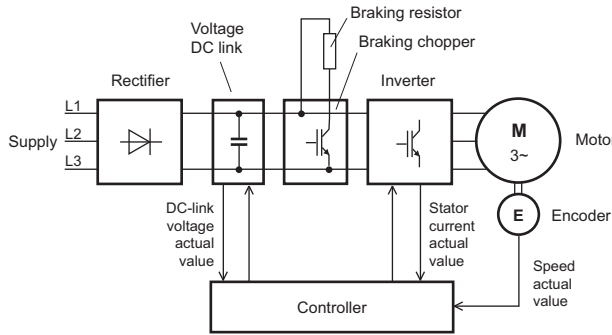 Braking resistor
Voltage
DC link
Braking chopper
Rectifier
Inverter
Supply
L1
L2
L3
M
3~
Motor
E
Encoder
DC-link
voltage
actual
value
Stator
current
actual
value
Speed
actual
value
Controller